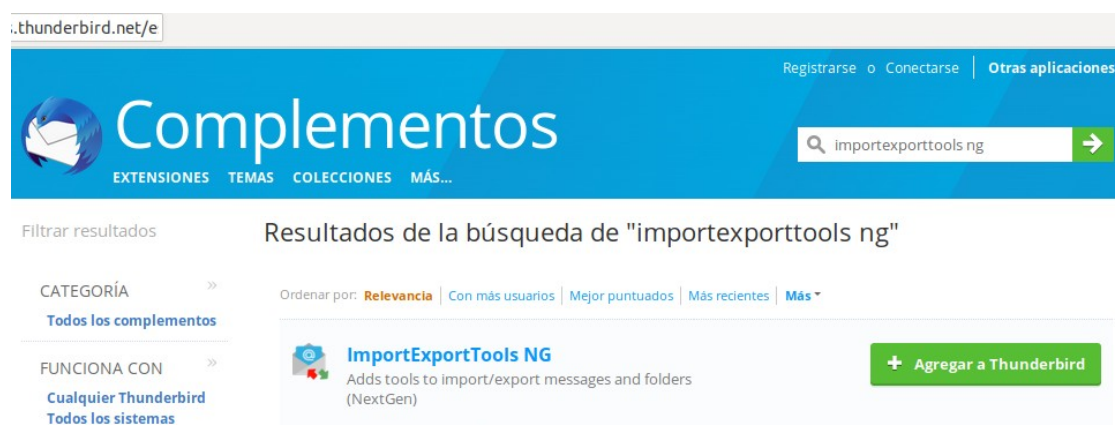 .thunderbird.net/e
Registrarse o Conectarse | Otras aplicaciones
Complementos
importexporttools ng
EXTENSIONES TEMAS COLECCIONES MÁS...
Filtrar resultados
Resultados de la búsqueda de "importexporttools ng"
CATEGORÍA »
Todos los complementos
Ordenar por: Relevancia | Con más usuarios | Mejor puntuados | Más recientes | Más
FUNCIONA CON »
Cualquier Thunderbird
Todos los sistemas
ImportExportTools NG
Adds tools to import/export messages and folders
(NextGen)
+ Agregar a Thunderbird